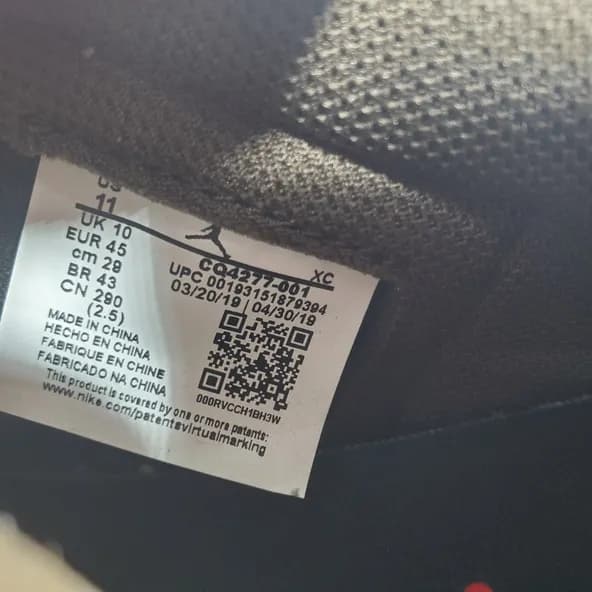 US
11
UK 10
EUR 45
cm 29
BR 43
CN 290
(2.5)
MADE IN CHINA
HECHO EN CHINA
FABRIQUE EN CHINE
FABRICADO NA CHINA
This product is covered by one or more patents:
www.nike.com/patentsvirtualmarking
XC
CQ4277-001
UPC 00193151879394
03/20/19 | 04/30/19
000RVCCH1BH3W